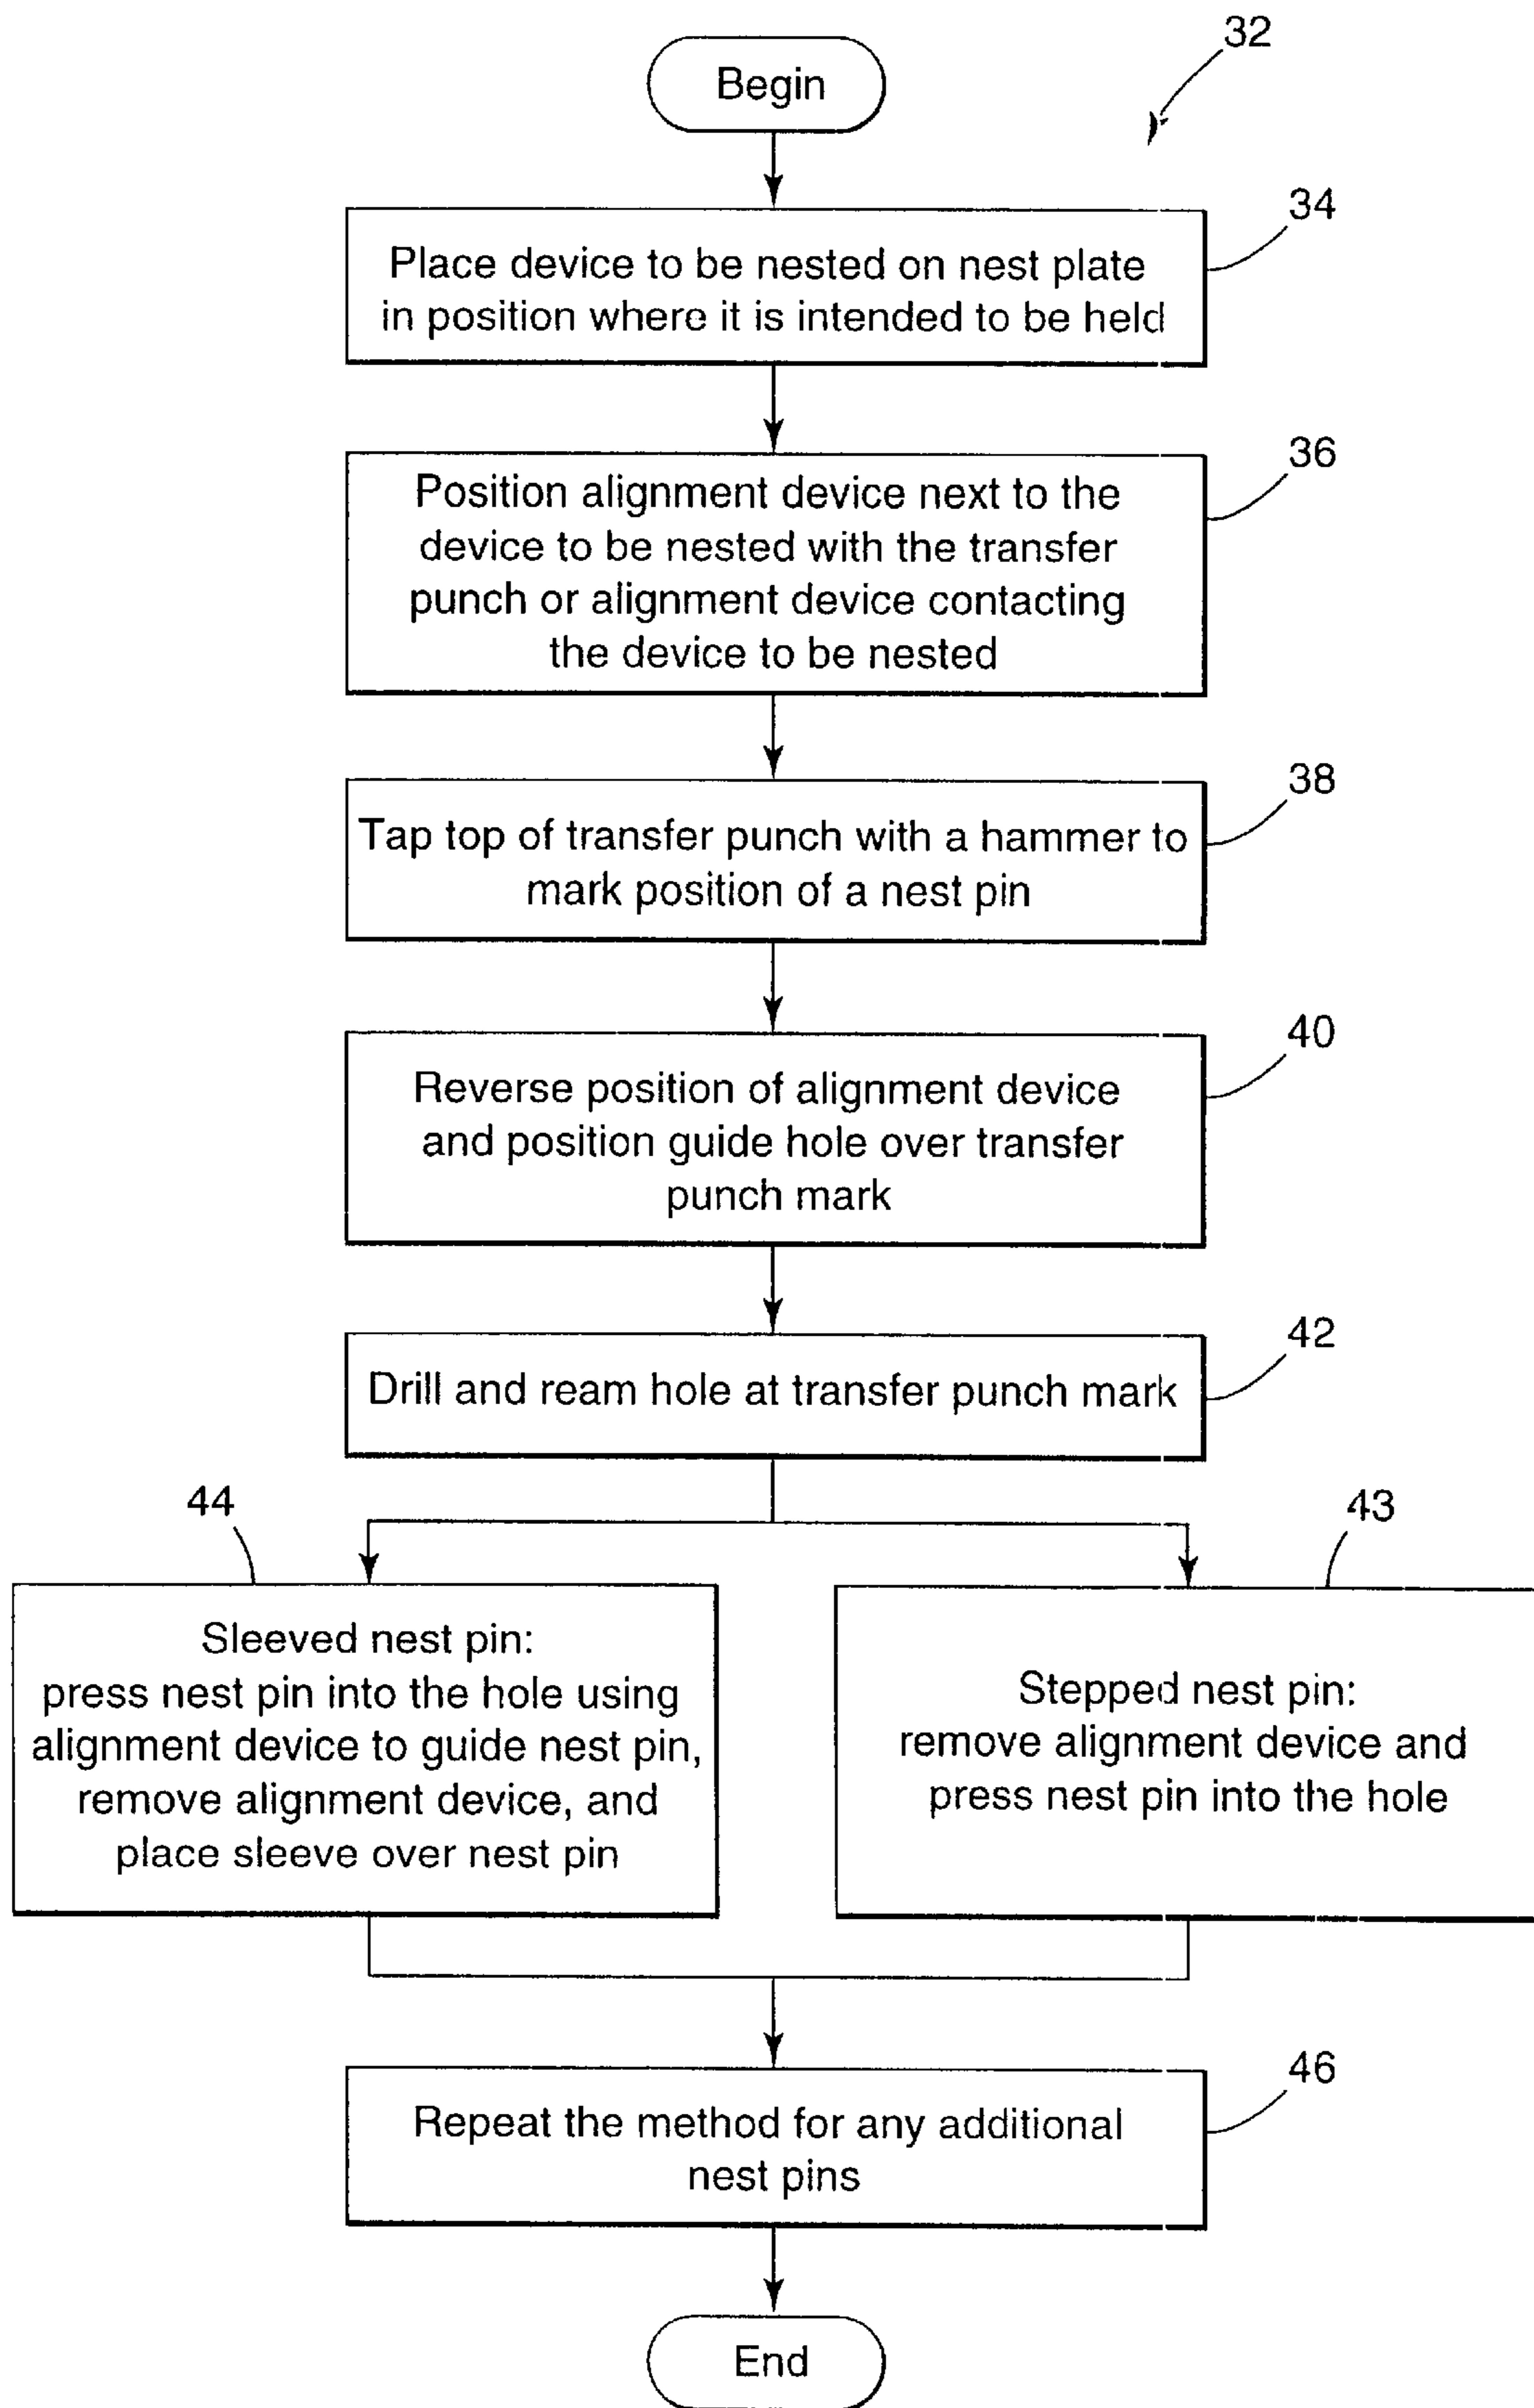 32
Begin
34
Place device to be nested on nest plate
in position where it is intended to be held
36
Position alignment device next to the
device to be nested with the transfer
punch or alignment device contacting
the device to be nested
38
Tap top of transfer punch with a hammer to
mark position of a nest pin
40
Reverse position of alignment device
and position guide hole over transfer
punch mark
42
Drill and ream hole at transfer punch mark
44
Sleeved nest pin:
press nest pin into the hole using
alignment device to guide nest pin,
remove alignment device, and
place sleeve over nest pin
43
Stepped nest pin:
remove alignment device and
press nest pin into the hole
46
Repeat the method for any additional
nest pins
End